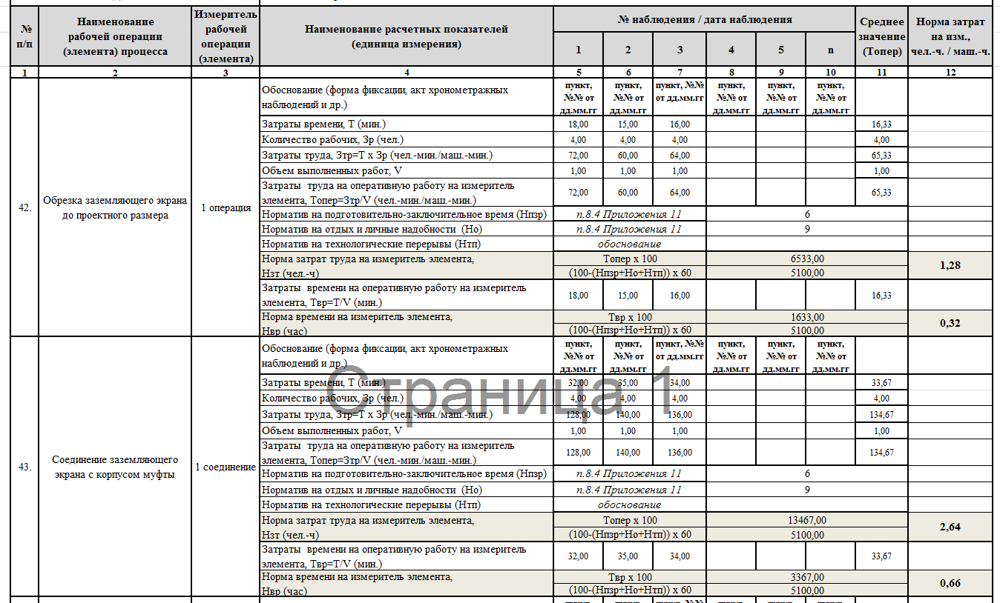 № п/п
Наименование рабочей операции (элемента) процесса
Измеритель рабочей операции (элемента)
Наименование расчетных показателей (единица измерения)
№ наблюдения / дата наблюдения
Среднее значение (Топер)
Норма затрат на изм., чел.-ч. / маш.-ч.
1 2 3 4 5 n
1 2 3 4 5 6 7 8 9 10 11 12
42.
Обрезка заземляющего экрана
до проектного размера
1 операция
Обоснование (форма фиксации, акт хронометражных
наблюдений и др.)
пункт, №№ от дд.мм.гг пункт, №№ от дд.мм.гг пункт, №№ от дд.мм.гг пункт, №№ от дд.мм.гг пункт, №№ от дд.мм.гг пункт, №№ от дд.мм.гг
Затраты времени, Т (мин.) 18,00 15,00 16,00 16,33
Количество рабочих, Зр (чел.) 4,00 4,00 4,00 4,00
Затраты труда, Зтр=Т х Зр (чел.-мин./маш.-мин.) 72,00 60,00 64,00 65,33
Объем выполненных работ, V 1,00 1,00 1,00 1,00
Затраты труда на оперативную работу на измеритель
элемента, Топер=Зтр/V (чел.-мин./маш.-мин.) 72,00 60,00 64,00 65,33
Норматив на подготовительно-заключительное время (Нпзр) п.8.4 Приложения 11 6
Норматив на отдых и личные надобности (Но) п.8.4 Приложения 11 9
Норматив на технологические перерывы (Нтп) обоснование
Норма затрат труда на измеритель элемента, Топер х 100 6533,00
Нзт (чел.-ч) (100-(Нпзр+Но+Нтп)) х 60 5100,00 1,28
Затраты времени на оперативную работу на измеритель
элемента, Твр=Т/V (мин.) 18,00 15,00 16,00 16,33
Норма времени на измеритель элемента, Твр х 100 1633,00
Нвр (час) (100-(Нпзр+Но+Нтп)) х 60 5100,00 0,32
43.
Соединение заземляющего
экрана с корпусом муфты
1 соединение
Обоснование (форма фиксации, акт хронометражных
наблюдений и др.)
пункт, №№ от дд.мм.гг пункт, №№ от дд.мм.гг пункт, №№ от дд.мм.гг пункт, №№ от дд.мм.гг пункт, №№ от дд.мм.гг пункт, №№ от дд.мм.гг
Страница 1
Затраты времени, Т (мин.) 32,00 35,00 34,00 33,67
Количество рабочих, Зр (чел.) 4,00 4,00 4,00 4,00
Затраты труда, Зтр=Т х Зр (чел.-мин./маш.-мин.) 128,00 140,00 136,00 134,67
Объем выполненных работ, V 1,00 1,00 1,00 1,00
Затраты труда на оперативную работу на измеритель
элемента, Топер=Зтр/V (чел.-мин./маш.-мин.) 128,00 140,00 136,00 134,67
Норматив на подготовительно-заключительное время (Нпзр) п.8.4 Приложения 11 6
Норматив на отдых и личные надобности (Но) п.8.4 Приложения 11 9
Норматив на технологические перерывы (Нтп) обоснование
Норма затрат труда на измеритель элемента, Топер х 100 13467,00
Нзт (чел.-ч) (100-(Нпзр+Но+Нтп)) х 60 5100,00 2,64
Затраты времени на оперативную работу на измеритель
элемента, Твр=Т/V (мин.) 32,00 35,00 34,00 33,67
Норма времени на измеритель элемента, Твр х 100 3367,00
Нвр (час) (100-(Нпзр+Но+Нтп)) х 60 5100,00 0,66